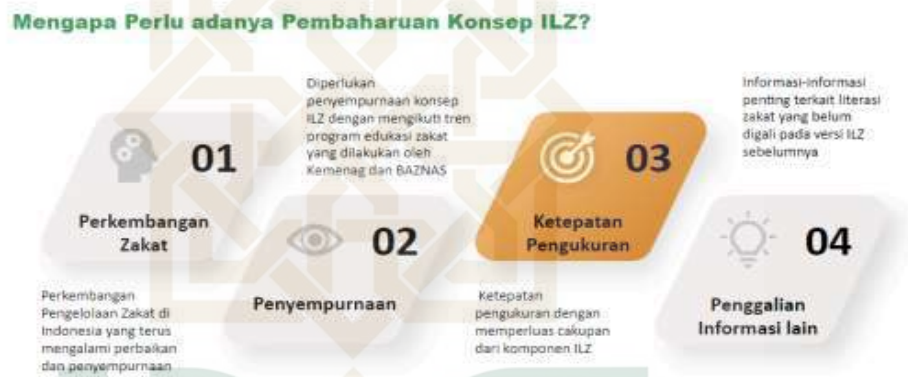 Mengapa Perlu adanya Pembaharuan Konsep ILZ?
01
Perkembangan
Zakat
Perkembangan
Pengelolaan Zakat di
Indonesia yang terus
mengalami perbaikan
dan penyempurnaan
Diperlukan
penyempurnaan konsep
ILZ dengan mengikuti tren
program edukasi zakat
yang dilakukan oleh
Kemenag dan BAZNAS
02
Penyempurnaan
03
Ketepatan
Pengukuran
Ketepatan
pengukuran dengan
memperluas cakupan
dari komponen ILZ
Informasi-informasi
penting terkait literasi
zakat yang belum
digali pada versi ILZ
sebelumnya
04
Penggalian
Informasi lain